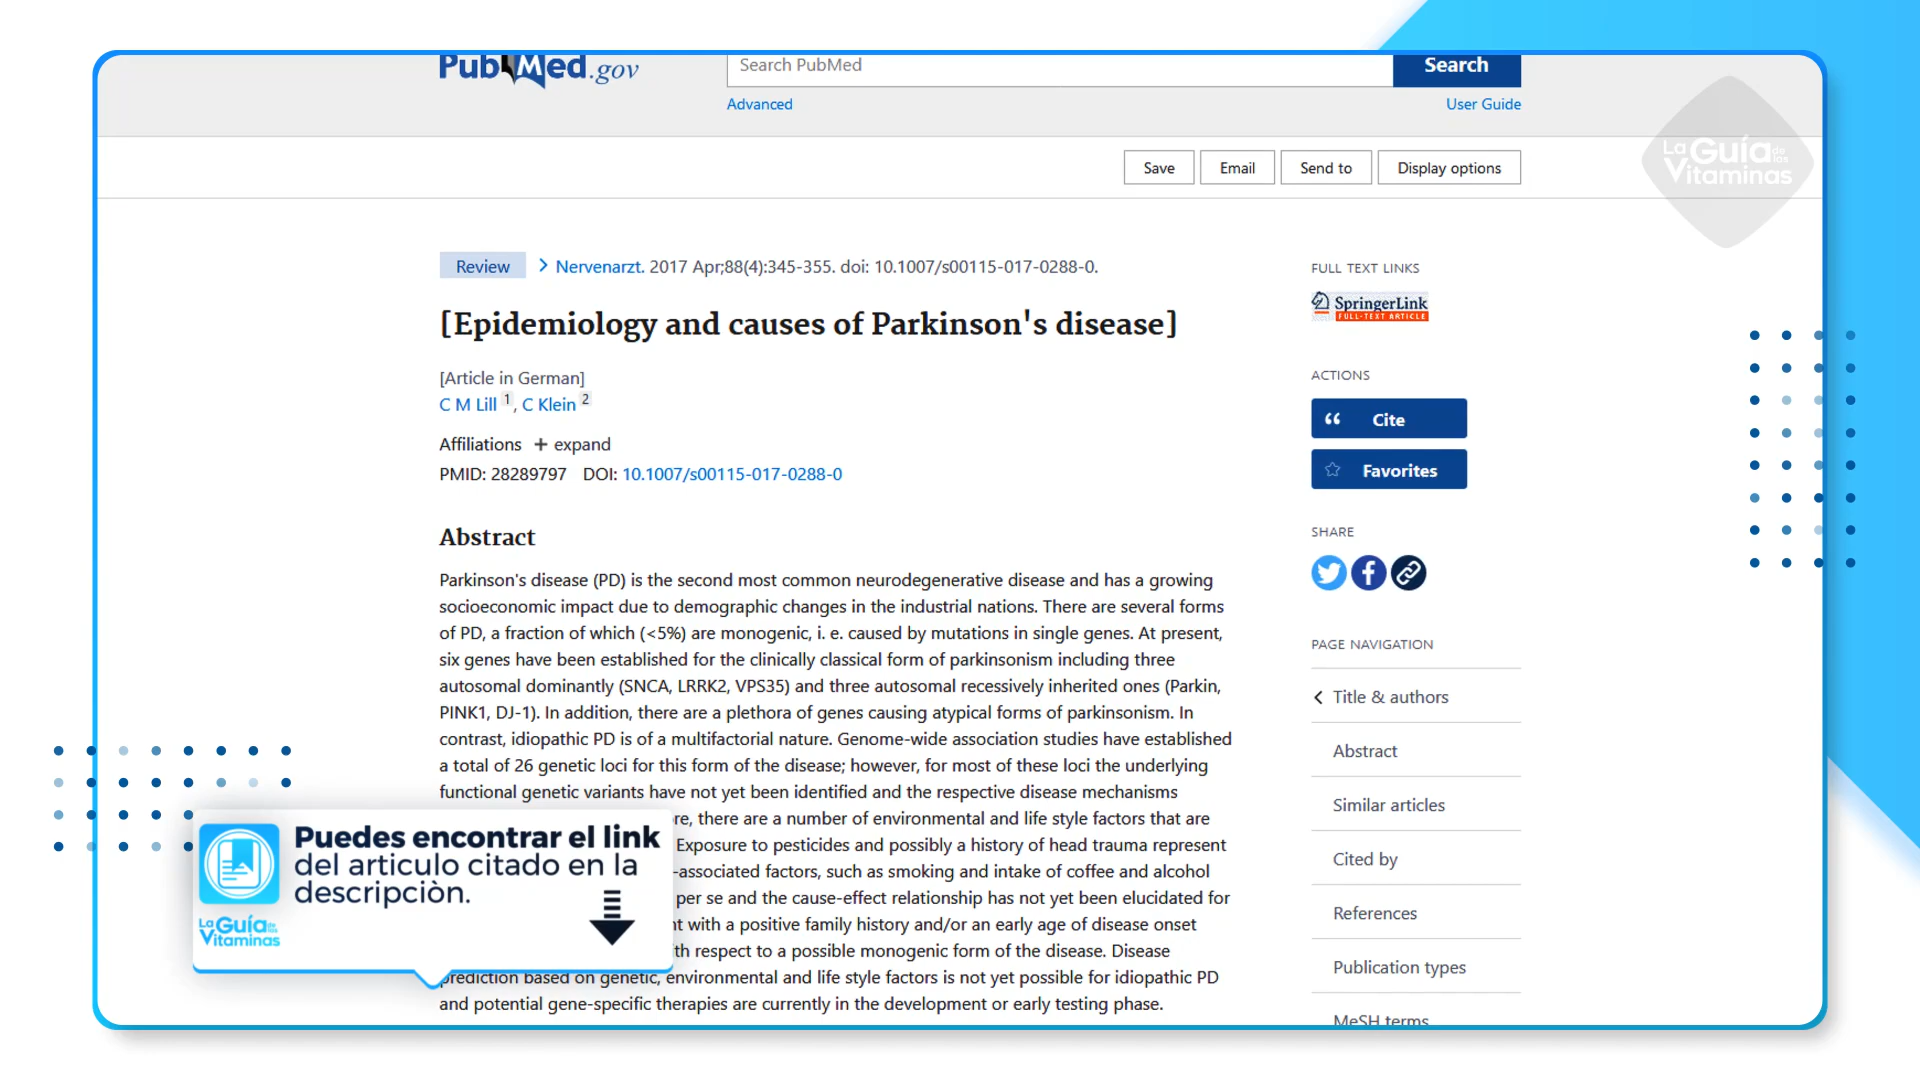 PubMed.gov
Search PubMed
Search
Advanced
User Guide
Save
Email
Send to
Display options
La Guía de los Vitaminas
Review
Nervenarzt. 2017 Apr;88(4):345-355. doi: 10.1007/s00115-017-0288-0.
[Epidemiology and causes of Parkinson's disease]
[Article in German]
C M Lill 1, C Klein 2
Affiliations + expand
PMID: 28289797 DOI: 10.1007/s00115-017-0288-0
Abstract
Parkinson's disease (PD) is the second most common neurodegenerative disease and has a growing
socioeconomic impact due to demographic changes in the industrial nations. There are several forms
of PD, a fraction of which (<5%) are monogenic, i. e. caused by mutations in single genes. At present,
six genes have been established for the clinically classical form of parkinsonism including three
autosomal dominantly (SNCA, LRRK2, VPS35) and three autosomal recessively inherited ones (Parkin,
PINK1, DJ-1). In addition, there are a plethora of genes causing atypical forms of parkinsonism. In
contrast, idiopathic PD is of a multifactorial nature. Genome-wide association studies have established
a total of 26 genetic loci for this form of the disease; however, for most of these loci the underlying
functional genetic variants have not yet been identified and the respective disease mechanisms
re, there are a number of environmental and life style factors that are
Exposure to pesticides and possibly a history of head trauma represent
-associated factors, such as smoking and intake of coffee and alcohol
per se and the cause-effect relationship has not yet been elucidated for
t with a positive family history and/or an early age of disease onset
th respect to a possible monogenic form of the disease. Disease
prediction based on genetic, environmental and life style factors is not yet possible for idiopathic PD
and potential gene-specific therapies are currently in the development or early testing phase.
FULL TEXT LINKS
SpringerLink
FULL-TEXT ARTICLE
ACTIONS
Cite
Favorites
SHARE
PAGE NAVIGATION
Title & authors
Abstract
Similar articles
Cited by
References
Publication types
MeSH terms
Puedes encontrar el link
del articulo citado en la
descripciòn.
La Guía de los
Vitaminas